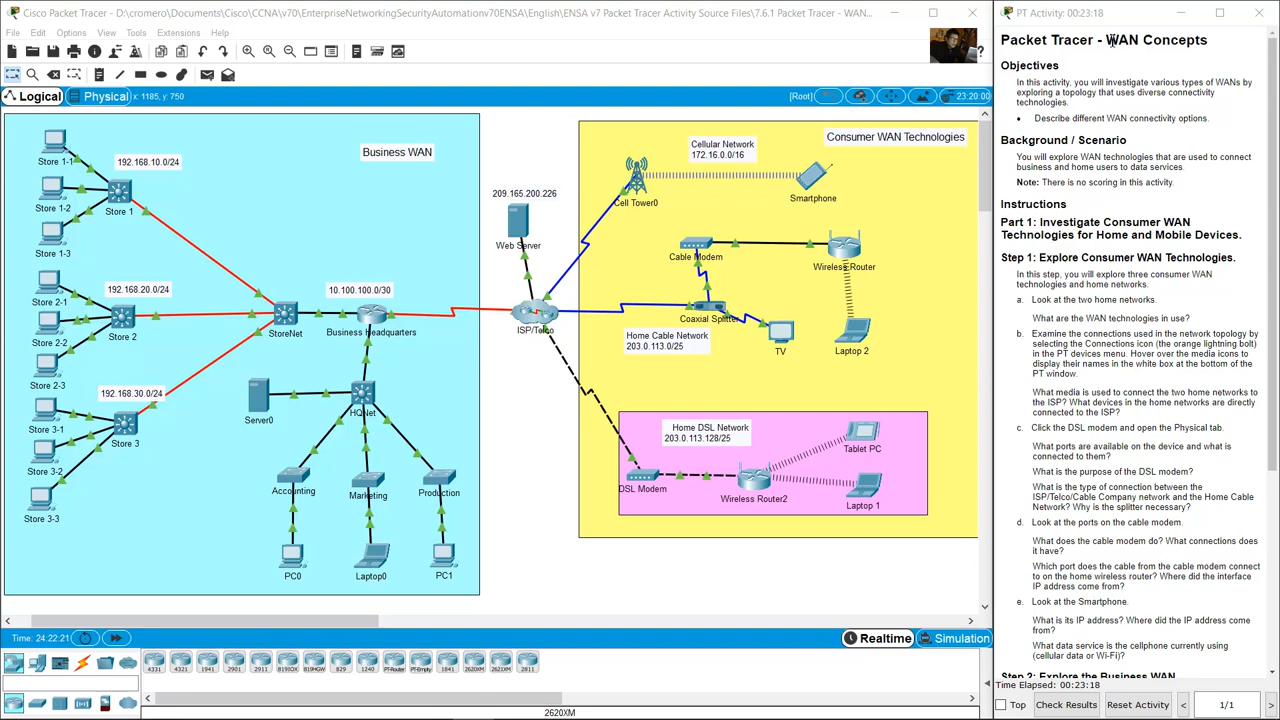 Cisco Packet Tracer - D:\cromero\Documents\Cisco\CCNA\v70\EnterpriseNetworkingSecurityAutomationv70ENSA\English\ENSA v7 Packet Tracer Activity Source Files\7.6.1 Packet Tracer - WAN...
File Edit Options View Tools Extensions Help
Logical Physical x: 1185, y: 750 [Root] 23:20:00
Business WAN
Store 1-1
192.168.10.0/24
Store 1-2
Store 1
Store 1-3
Store 2-1
192.168.20.0/24
Store 2-2
Store 2
Store 2-3
192.168.30.0/24
Store 3-1
Store 3
Store 3-2
Store 3-3
StoreNet
10.100.100.0/30
Business Headquarters
Server0
HQNet
Accounting
Marketing
Production
PC0
Laptop0
PC1
209.165.200.226
Web Server
ISP/Telco
Consumer WAN Technologies
Cellular Network
172.16.0.0/16
Cell Tower0
Smartphone
Cable Modem
Wireless Router
Coaxial Splitter
Home Cable Network
203.0.113.0/25
TV
Laptop 2
Home DSL Network
203.0.113.128/25
Tablet PC
DSL Modem
Wireless Router2
Laptop 1
Time: 24:22:21
Realtime Simulation
4331 4321 1941 2901 2911 819IOX 819HGW 829 1240 PT-Router PT-Empty 1841 2620XM 2621XM 2811
2620XM
PT Activity: 00:23:18
Packet Tracer - WAN Concepts
Objectives
In this activity, you will investigate various types of WANs by
exploring a topology that uses diverse connectivity
technologies.
• Describe different WAN connectivity options.
Background / Scenario
You will explore WAN technologies that are used to connect
business and home users to data services.
Note: There is no scoring in this activity.
Instructions
Part 1: Investigate Consumer WAN
Technologies for Home and Mobile Devices.
Step 1: Explore Consumer WAN Technologies.
In this step, you will explore three consumer WAN
technologies and home networks.
a. Look at the two home networks.
What are the WAN technologies in use?
b. Examine the connections used in the network topology by
selecting the Connections icon (the orange lightning bolt)
in the PT devices menu. Hover over the media icons to
display their names in the white box at the bottom of the
PT window.
What media is used to connect the two home networks to
the ISP? What devices in the home networks are directly
connected to the ISP?
c. Click the DSL modem and open the Physical tab.
What ports are available on the device and what is
connected to them?
What is the purpose of the DSL modem?
What is the type of connection between the
ISP/Telco/Cable Company network and the Home Cable
Network? Why is the splitter necessary?
d. Look at the ports on the cable modem.
What does the cable modem do? What connections does
it have?
Which port does the cable from the cable modem connect
to on the home wireless router? Where did the interface
IP address come from?
e. Look at the Smartphone.
What is its IP address? Where did the IP address come
from?
What data service is the cellphone currently using
(cellular data or Wi-Fi)?
Step 2: Explore the Business WAN
Time Elapsed: 00:23:18
Top Check Results Reset Activity < 1/1 >